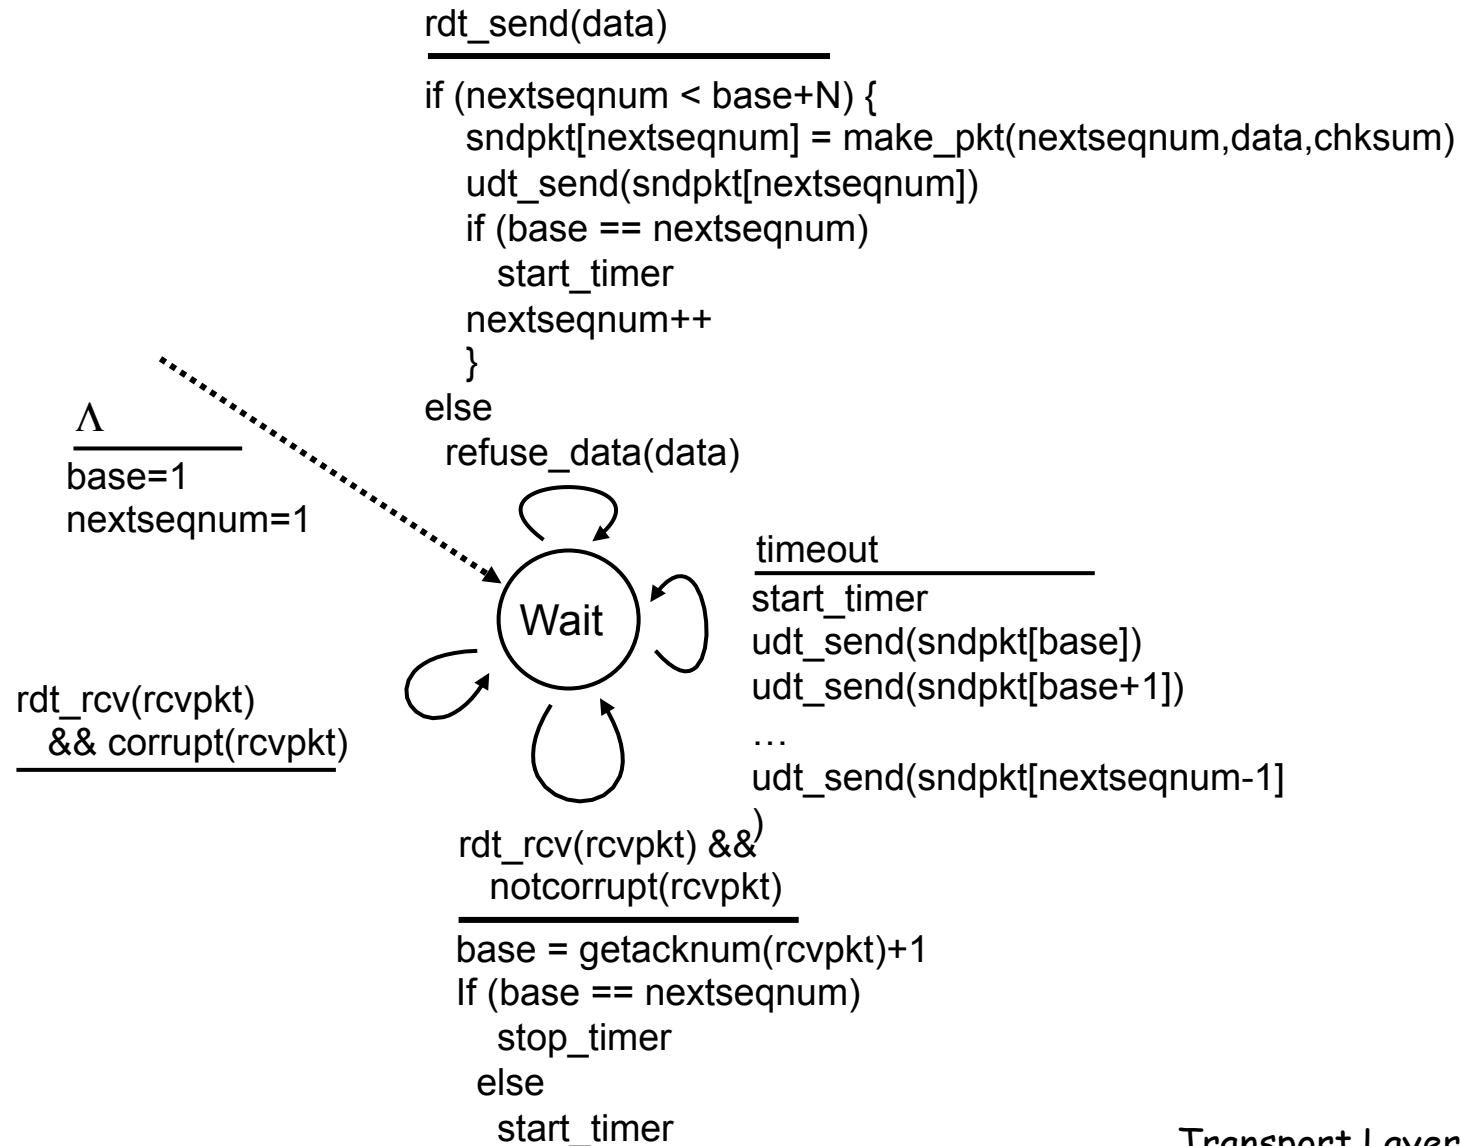 rdt_send(data)
if (nextseqnum < base+N) {
sndpkt[nextseqnum] = make_pkt(nextseqnum,data,chksum)
udt_send(sndpkt[nextseqnum])
if (base == nextseqnum)
start_timer
nextseqnum++
}
else
refuse_data(data)
Λ
base=1
nextseqnum=1
Wait
timeout
start_timer
udt_send(sndpkt[base])
udt_send(sndpkt[base+1])
…
udt_send(sndpkt[nextseqnum-1]
)
rdt_rcv(rcvpkt)
&& corrupt(rcvpkt)
rdt_rcv(rcvpkt) &&
notcorrupt(rcvpkt)
base = getacknum(rcvpkt)+1
If (base == nextseqnum)
stop_timer
else
start_timer
Transport Layer